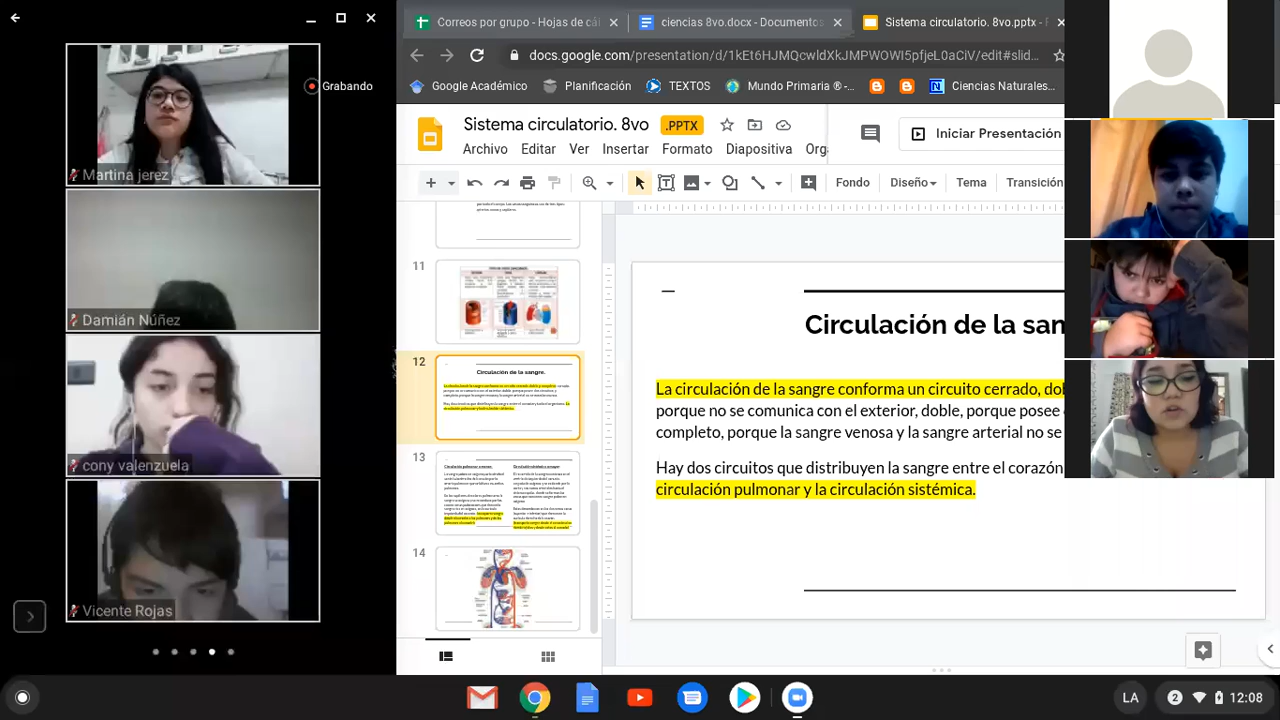 Grabando
Martina jerez
Damián Núñez
cony valenzuela
Vicente Rojas
Correos por grupo - Hojas de cá
ciencias 8vo.docx - Documentos
Sistema circulatorio. 8vo.pptx -
docs.google.com/presentation/d/1kEt6HJMQcwidXkJMPWOWI5pfjeL0aCIV/edit#slid...
Google Académico
Planificación
TEXTOS
Mundo Primaria ®-...
Ciencias Naturales...
Sistema circulatorio. 8vo
.PPTX
Iniciar Presentación
Archivo Editar Ver Insertar Formato Diapositiva Org
Fondo Diseño Tema Transición
11
12
Circulación de la sangre.
13
14
Circulación de la san
La circulación de la sangre conforma un circuito cerrado, dob
porque no se comunica con el exterior, doble, porque posee
completo, porque la sangre venosa y la sangre arterial no se
Hay dos circuitos que distribuyen la sangre entre el corazón
circulación pulmonar y la circulación sistémica.
LA
2
12:08